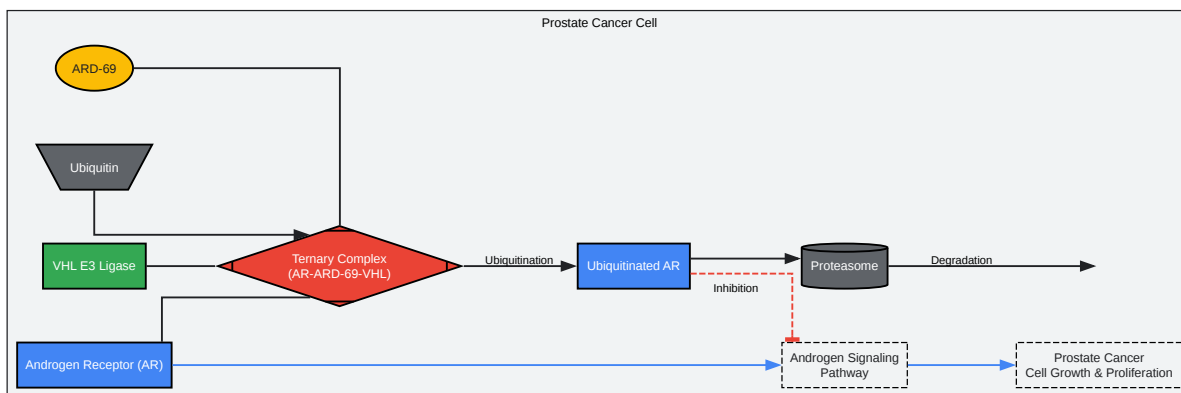 Prostate Cancer Cell
ARD-69
Ubiquitin
VHL E3 Ligase
Ternary Complex
(AR-ARD-69-VHL)
Ubiquitination
Ubiquitinated AR
Proteasome
Degradation
Inhibition
Androgen Receptor (AR)
Androgen Signaling
Pathway
Prostate Cancer
Cell Growth & Proliferation